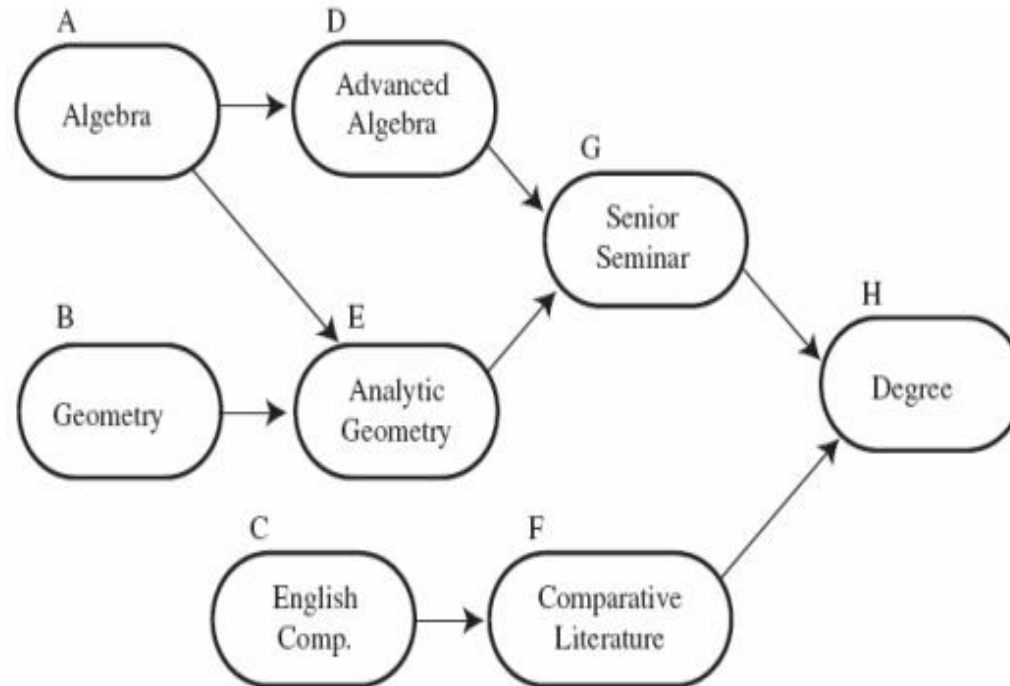 A
Algebra
D
Advanced
Algebra
G
Senior
Seminar
B
Geometry
E
Analytic
Geometry
H
Degree
C
English
Comp.
F
Comparative
Literature